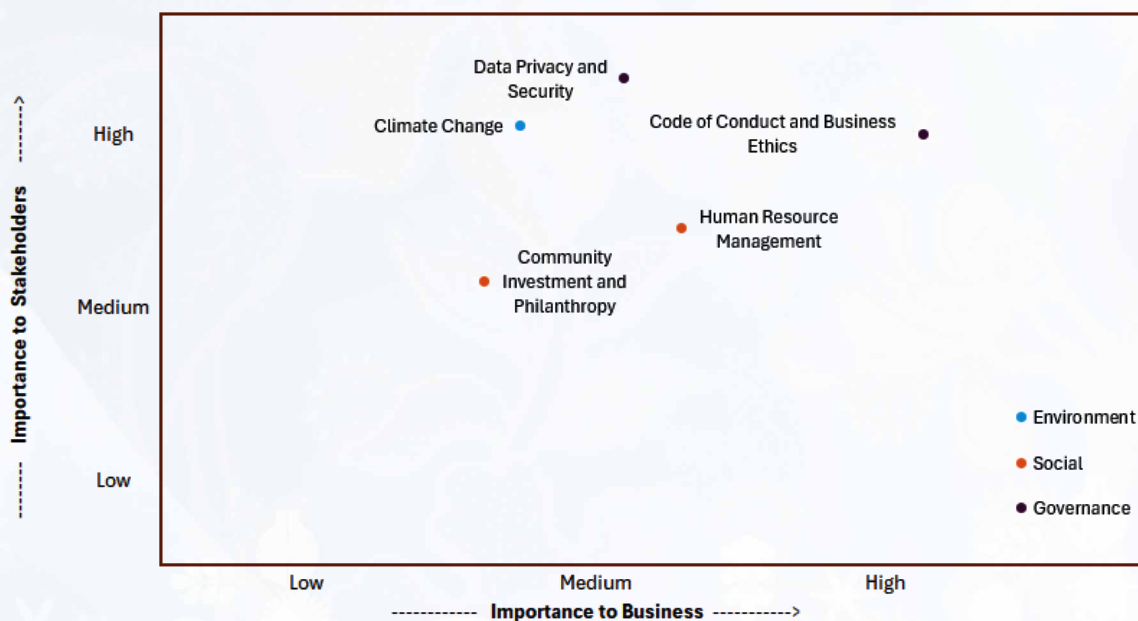 Data Privacy and
Security
Climate Change
Code of Conduct and Business
Ethics
High
Human Resource
Management
Community
Investment and
Philanthropy
Medium
Low
-------- Importance to Stakeholders -------->
Environment
Social
Governance
Low
Medium
High
------------ Importance to Business ----------->